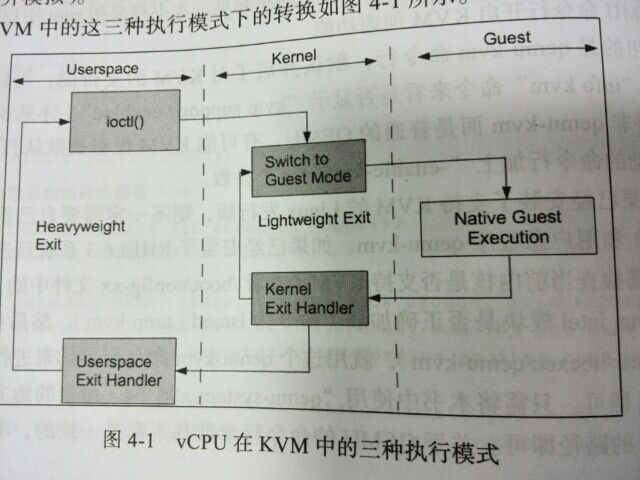 VM 中的这三种执行模式下的转换如图 4-1 所示。
Userspace
Kernel
Guest
ioctl()
Switch to
Guest Mode
Heavyweight
Exit
Lightweight Exit
Native Guest
Execution
Kernel
Exit Handler
Userspace
Exit Handler
图 4-1 vCPU 在 KVM 中的三种执行模式